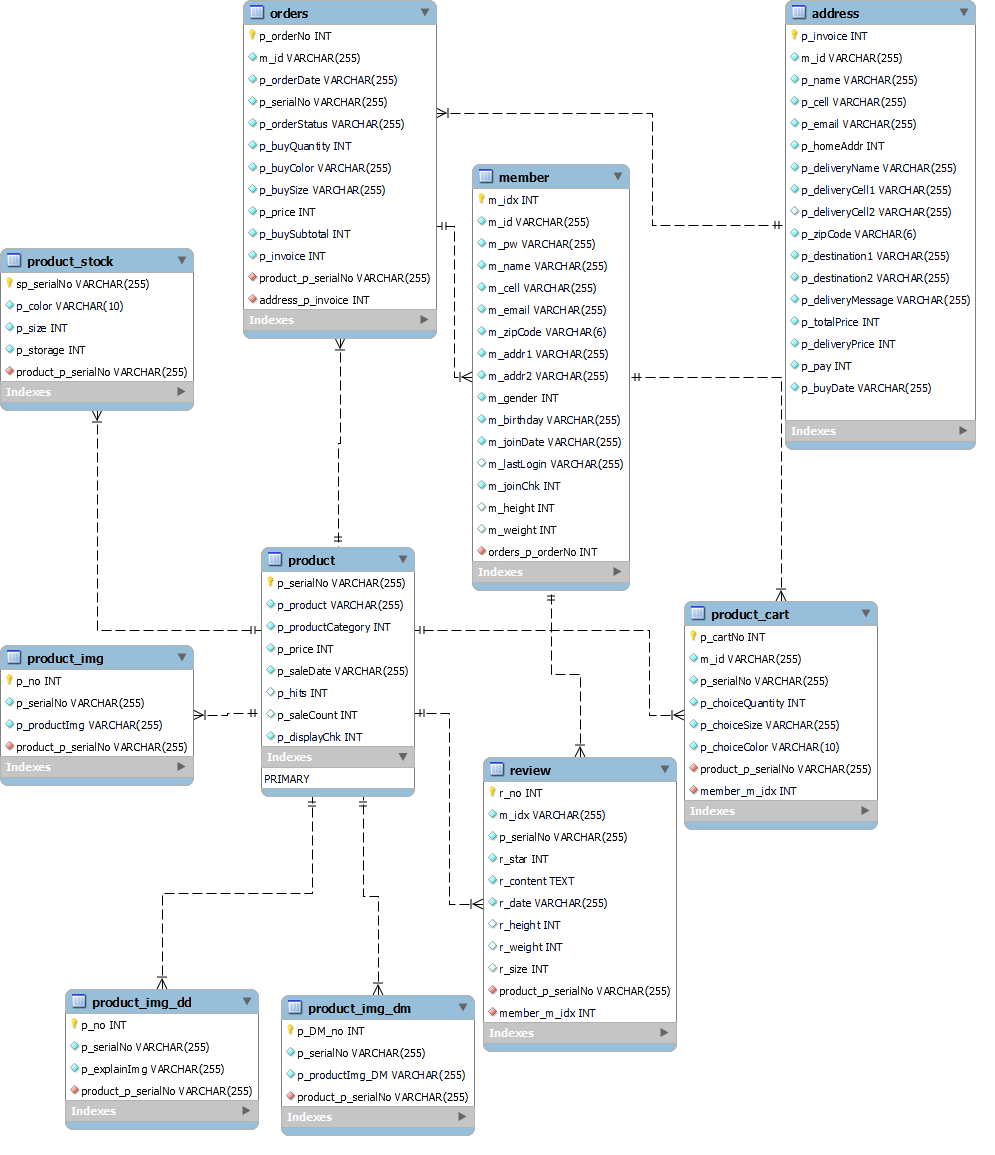 orders
p_orderNo INT
m_id VARCHAR(255)
p_orderDate VARCHAR(255)
p_serialNo VARCHAR(255)
p_orderStatus VARCHAR(255)
p_buyQuantity INT
p_buyColor VARCHAR(255)
p_buySize VARCHAR(255)
p_price INT
p_buySubtotal INT
p_invoice INT
product_p_serialNo VARCHAR(255)
address_p_invoice INT
Indexes
address
p_invoice INT
m_id VARCHAR(255)
p_name VARCHAR(255)
p_cell VARCHAR(255)
p_email VARCHAR(255)
p_homeAddr INT
p_deliveryName VARCHAR(255)
p_deliveryCell1 VARCHAR(255)
p_deliveryCell2 VARCHAR(255)
p_zipCode VARCHAR(6)
p_destination1 VARCHAR(255)
p_destination2 VARCHAR(255)
p_deliveryMessage VARCHAR(255)
p_totalPrice INT
p_deliveryPrice INT
p_pay INT
p_buyDate VARCHAR(255)
Indexes
member
m_idx INT
m_id VARCHAR(255)
m_pw VARCHAR(255)
m_name VARCHAR(255)
m_cell VARCHAR(255)
m_email VARCHAR(255)
m_zipCode VARCHAR(6)
m_addr1 VARCHAR(255)
m_addr2 VARCHAR(255)
m_gender INT
m_birthday VARCHAR(255)
m_joinDate VARCHAR(255)
m_lastLogin VARCHAR(255)
m_joinChk INT
m_height INT
m_weight INT
orders_p_orderNo INT
Indexes
product_stock
sp_serialNo VARCHAR(255)
p_color VARCHAR(10)
p_size INT
p_storage INT
product_p_serialNo VARCHAR(255)
Indexes
product
p_serialNo VARCHAR(255)
p_product VARCHAR(255)
p_productCategory INT
p_price INT
p_saleDate VARCHAR(255)
p_hits INT
p_saleCount INT
p_displayChk INT
Indexes
PRIMARY
product_img
p_no INT
p_serialNo VARCHAR(255)
p_productImg VARCHAR(255)
product_p_serialNo VARCHAR(255)
Indexes
product_cart
p_cartNo INT
m_id VARCHAR(255)
p_serialNo VARCHAR(255)
p_choiceQuantity INT
p_choiceSize VARCHAR(255)
p_choiceColor VARCHAR(10)
product_p_serialNo VARCHAR(255)
member_m_idx INT
Indexes
review
r_no INT
m_idx VARCHAR(255)
p_serialNo VARCHAR(255)
r_star INT
r_content TEXT
r_date VARCHAR(255)
r_height INT
r_weight INT
r_size INT
product_p_serialNo VARCHAR(255)
member_m_idx INT
Indexes
product_img_dd
p_no INT
p_serialNo VARCHAR(255)
p_explainImg VARCHAR(255)
product_p_serialNo VARCHAR(255)
Indexes
product_img_dm
p_DM_no INT
p_serialNo VARCHAR(255)
p_productImg_DM VARCHAR(255)
product_p_serialNo VARCHAR(255)
Indexes